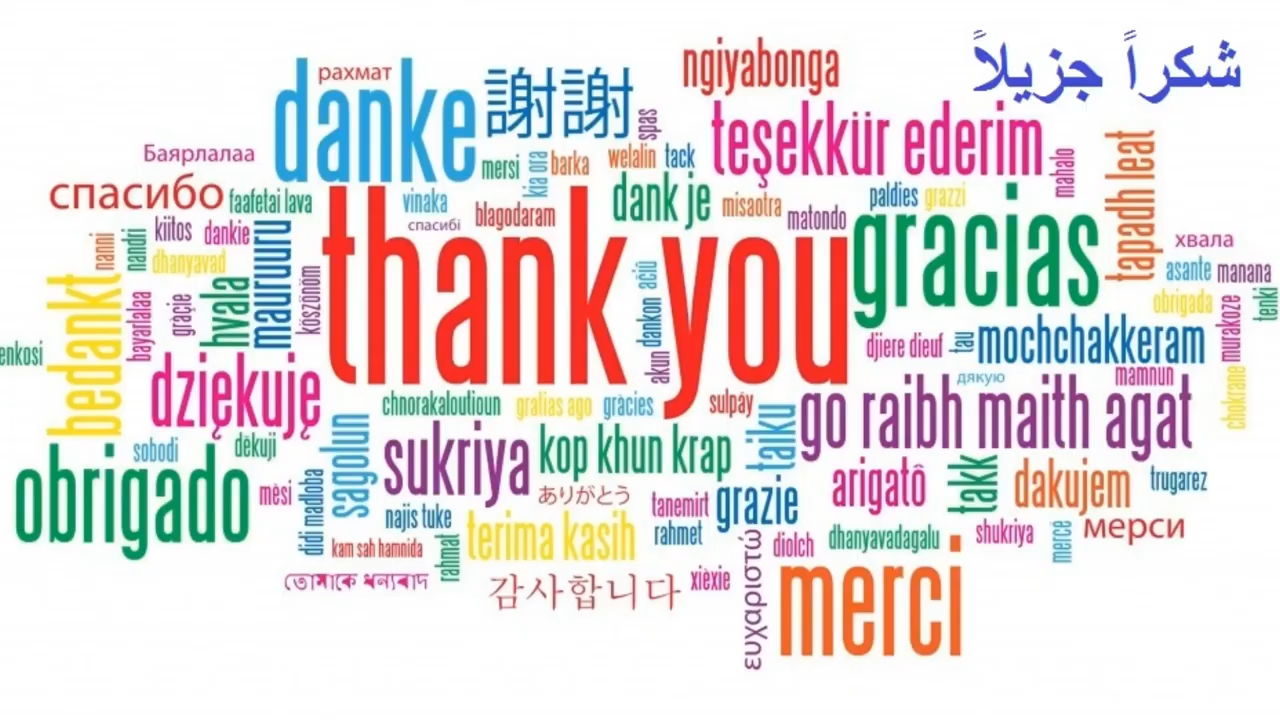 ngiyabonga
شكراً جزيلاً
рахмат
danke
謝謝
spas
teşekkür ederim
Баярлалаа
mersi
kia ora
barka
welalin
tack
mahalo
tapadh leat
спасибо
faafetai lava
vinaka
спасибі
blagodaram
dank je
misaotra
matondo
paldies
grazzi
gracias
nanni
nandri
kiitos
dankie
mauruuru
thank you
хвала
dhanyavad
köszönöm
ačiū
dankon
akun
asante
manana
obrigada
tenki
bedankt
bayarlalaa
gràcie
hvala
djiere dieuf
tau
mochchakkeram
murakoze
enkosi
dziękuję
дякую
mamnun
chokrane
chnorakaloutioun
gratias ago
gràcies
sulpáy
taiku
go raibh maith agat
sobodi
děkuji
sagolun
sukriya
kop khun krap
obrigado
mèsi
didi madloba
ありがとう
tanemirt
grazie
arigatô
takk
dakujem
trugarez
najis tuke
terima kasih
rahmet
diolch
dhanyavadagalu
shukriya
merce
мерси
kam sah hamnida
rahmat
감사합니다
xièxie
ευχαριστώ
merci